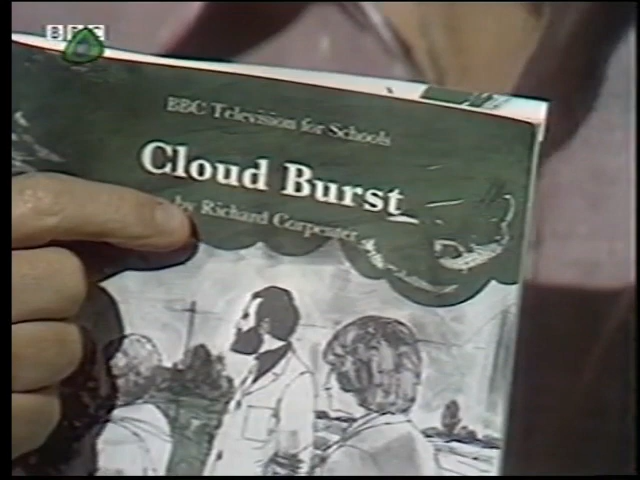 BBC
BBC Television for Schools
Cloud Burst
by Richard Carpenter